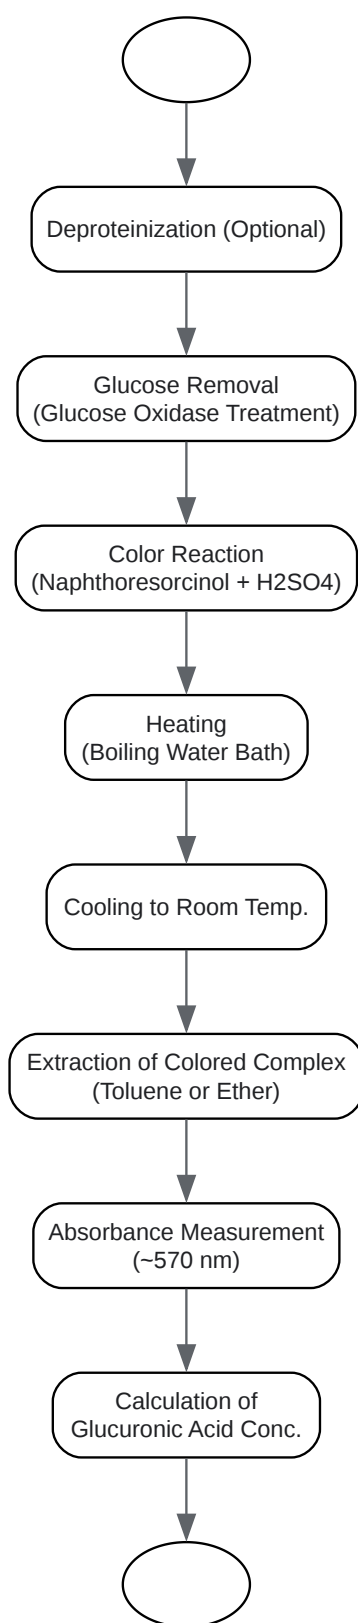 Deproteinization (Optional)
Glucose Removal
(Glucose Oxidase Treatment)
Color Reaction
(Naphthoresorcinol + H2SO4)
Heating
(Boiling Water Bath)
Cooling to Room Temp.
Extraction of Colored Complex
(Toluene or Ether)
Absorbance Measurement
(~570 nm)
Calculation of
Glucuronic Acid Conc.